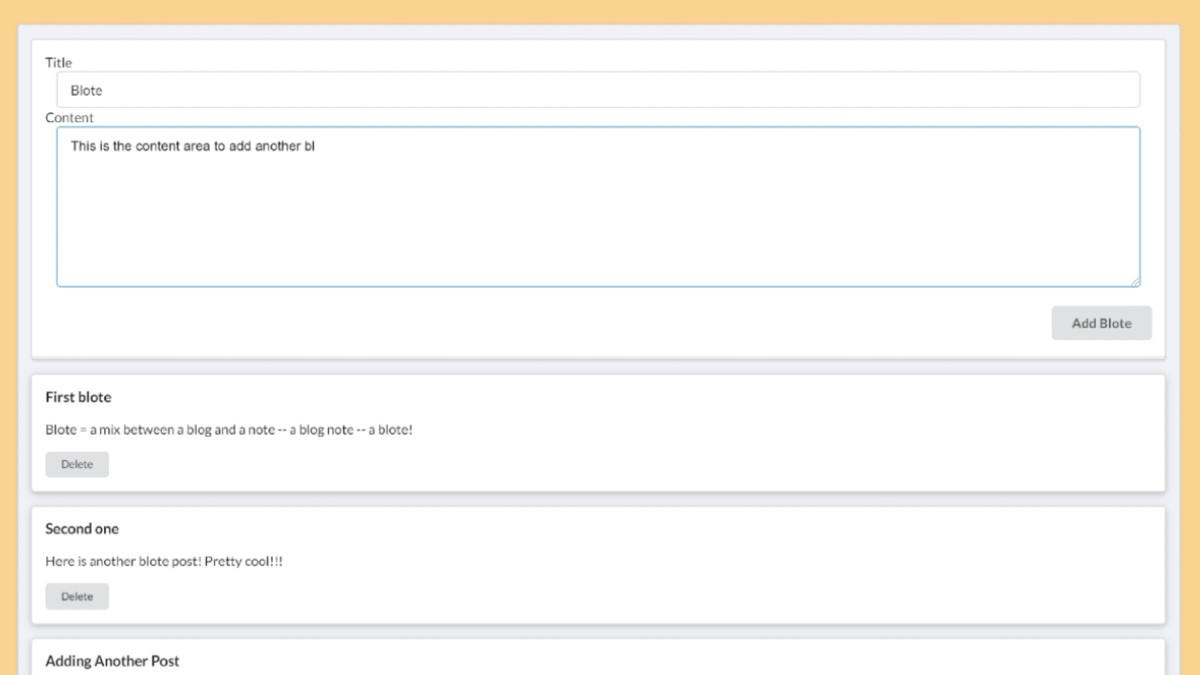 Title
Blote
Content
This is the content area to add another bl
Add Blote
First blote
Blote = a mix between a blog and a note -- a blog note -- a blote!
Delete
Second one
Here is another blote post! Pretty cool!!!
Delete
Adding Another Post